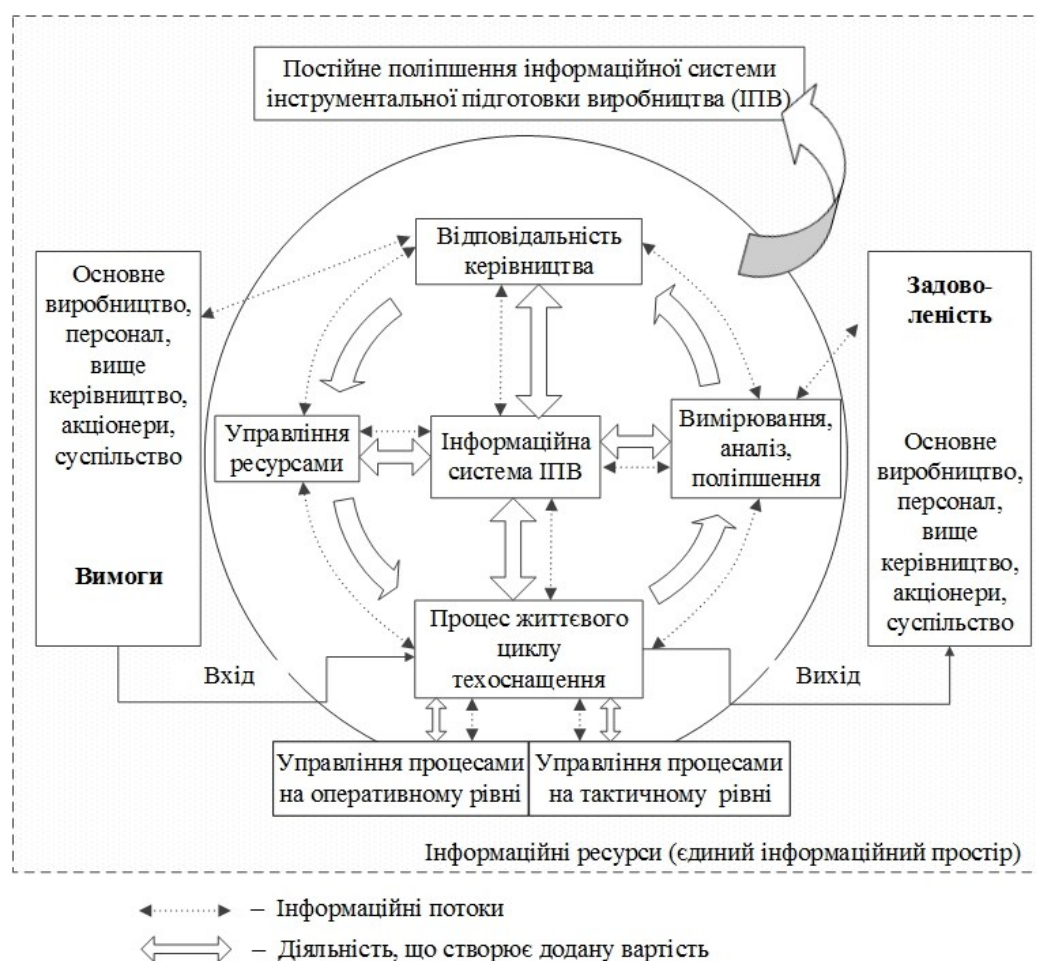 Постійне поліпшення інформаційної системи
інструментальної підготовки виробництва (ІПВ)
Відповідальність
керівництва
Основне
виробництво,
персонал,
вище
керівництво,
акціонери,
суспільство
Вимоги
Задово-
леність
Основне
виробництво,
персонал,
вище
керівництво,
акціонери,
суспільство
Управління
ресурсами
Інформаційна
система ІПВ
Вимірювання,
аналіз,
поліпшення
Процес життєвого
циклу
техоснащення
Вхід
Вихід
Управління процесами
на оперативному рівні
Управління процесами
на тактичному рівні
Інформаційні ресурси (єдиний інформаційний простір)
– Інформаційні потоки
– Діяльність, що створює додану вартість